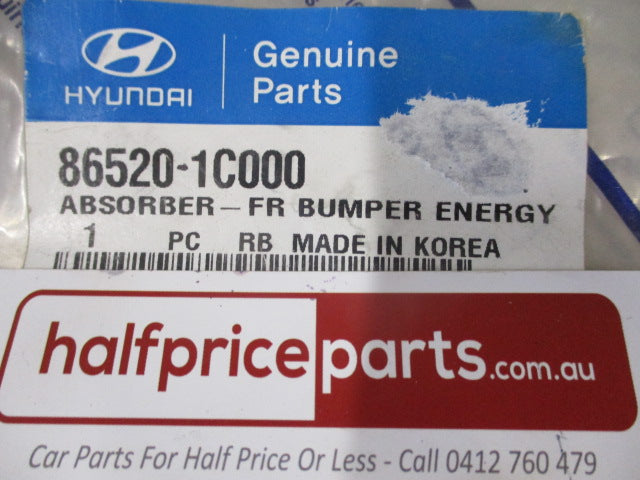 HYUNDAI
Genuine
Parts
86520-1C000
ABSORBER-FR BUMPER ENERGY
1 PC RB MADE IN KOREA
halfpriceparts.com.au
Car Parts For Half Price Or Less - Call 0412 760 479